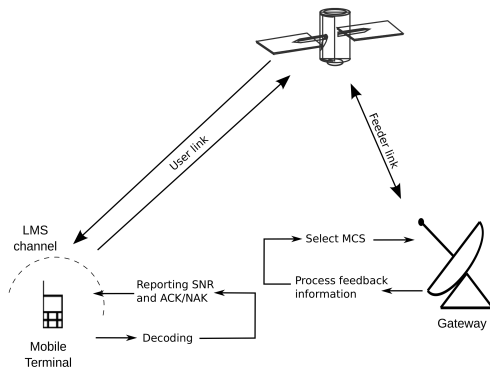 User link
Feeder link
LMS
channel
Select MCS
Process feedback
information
Reporting SNR
and ACK/NAK
Decoding
Gateway
Mobile
Terminal